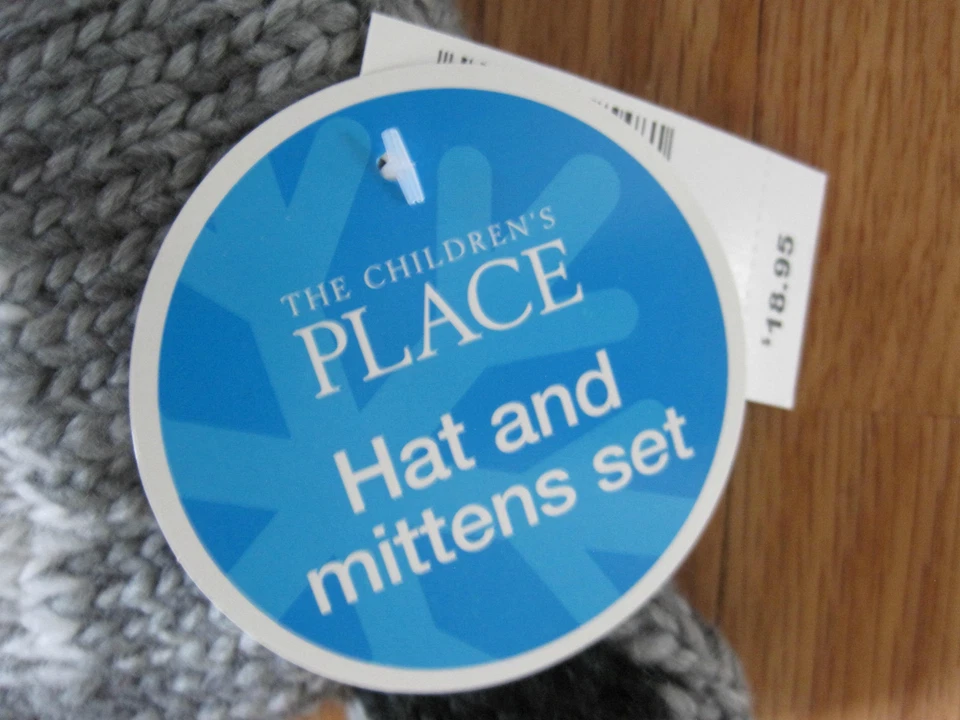 THE CHILDREN'S
PLACE
Hat and
mittens set
$18.95